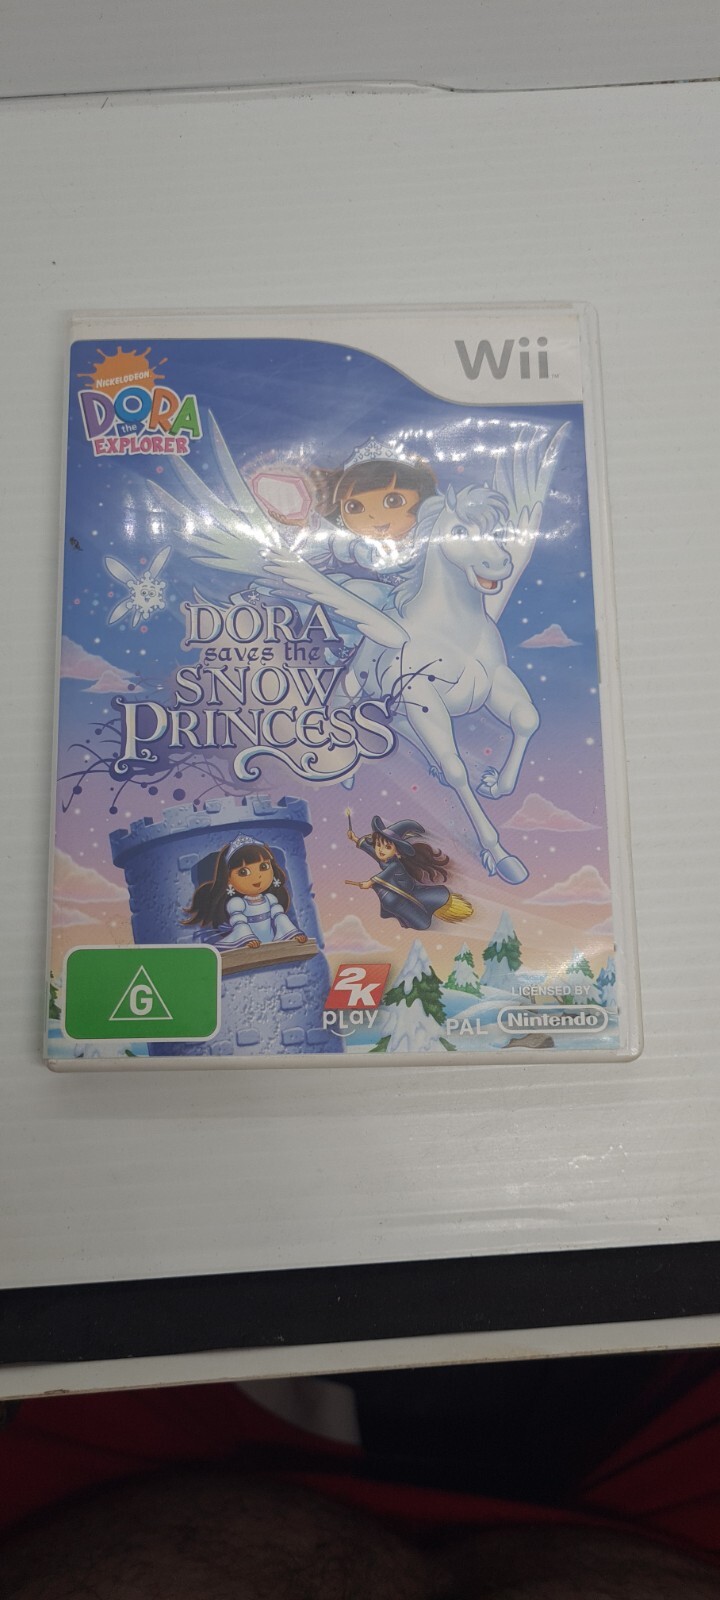 Wii
NICKELODEON
DORA
the
EXPLORER
DORA
saves the
SNOW
PRINCESS
G
2K
PLAY
PAL
LICENSED BY
Nintendo